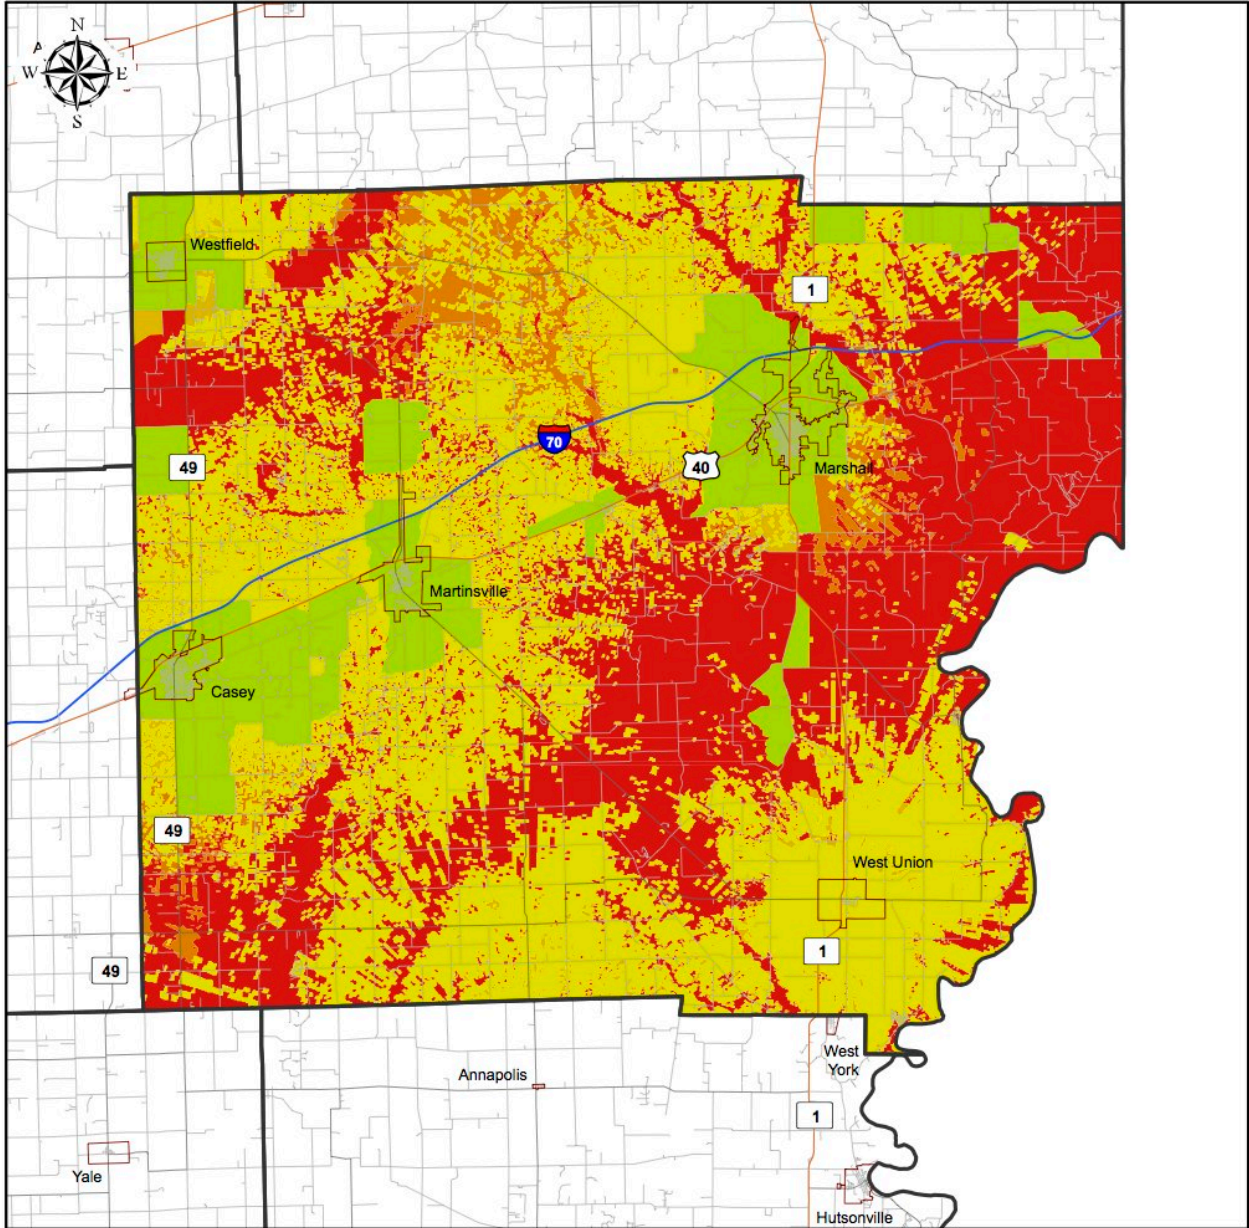 N
A
W
E
S
Westfield
1
70
49
40
Marshall
Martinsville
Casey
49
West Union
1
49
West
York
Annapolis
1
Yale
Hutsonville